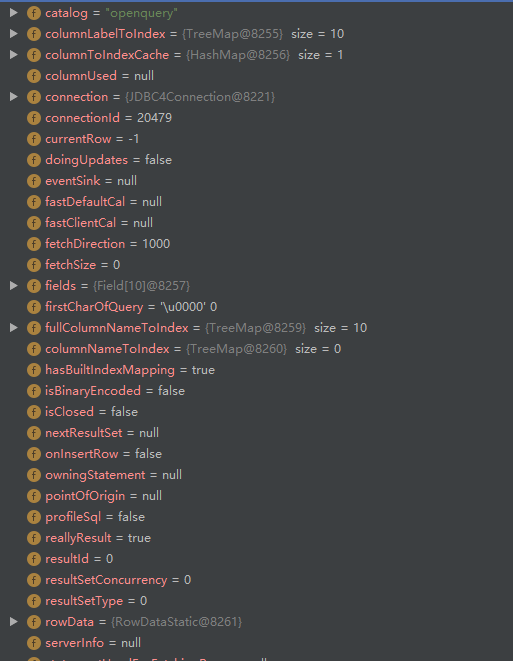 catalog = "openquery"
columnLabelToIndex = {TreeMap@8255} size = 10
columnToIndexCache = {HashMap@8256} size = 1
columnUsed = null
connection = {JDBC4Connection@8221}
connectionId = 20479
currentRow = -1
doingUpdates = false
eventSink = null
fastDefaultCal = null
fastClientCal = null
fetchDirection = 1000
fetchSize = 0
fields = {Field[10]@8257}
firstCharOfQuery = '\u0000' 0
fullColumnNameToIndex = {TreeMap@8259} size = 10
columnNameToIndex = {TreeMap@8260} size = 0
hasBuiltIndexMapping = true
isBinaryEncoded = false
isClosed = false
nextResultSet = null
onInsertRow = false
owningStatement = null
pointOfOrigin = null
profileSql = false
reallyResult = true
resultId = 0
resultSetConcurrency = 0
resultSetType = 0
rowData = {RowDataStatic@8261}
serverInfo = null